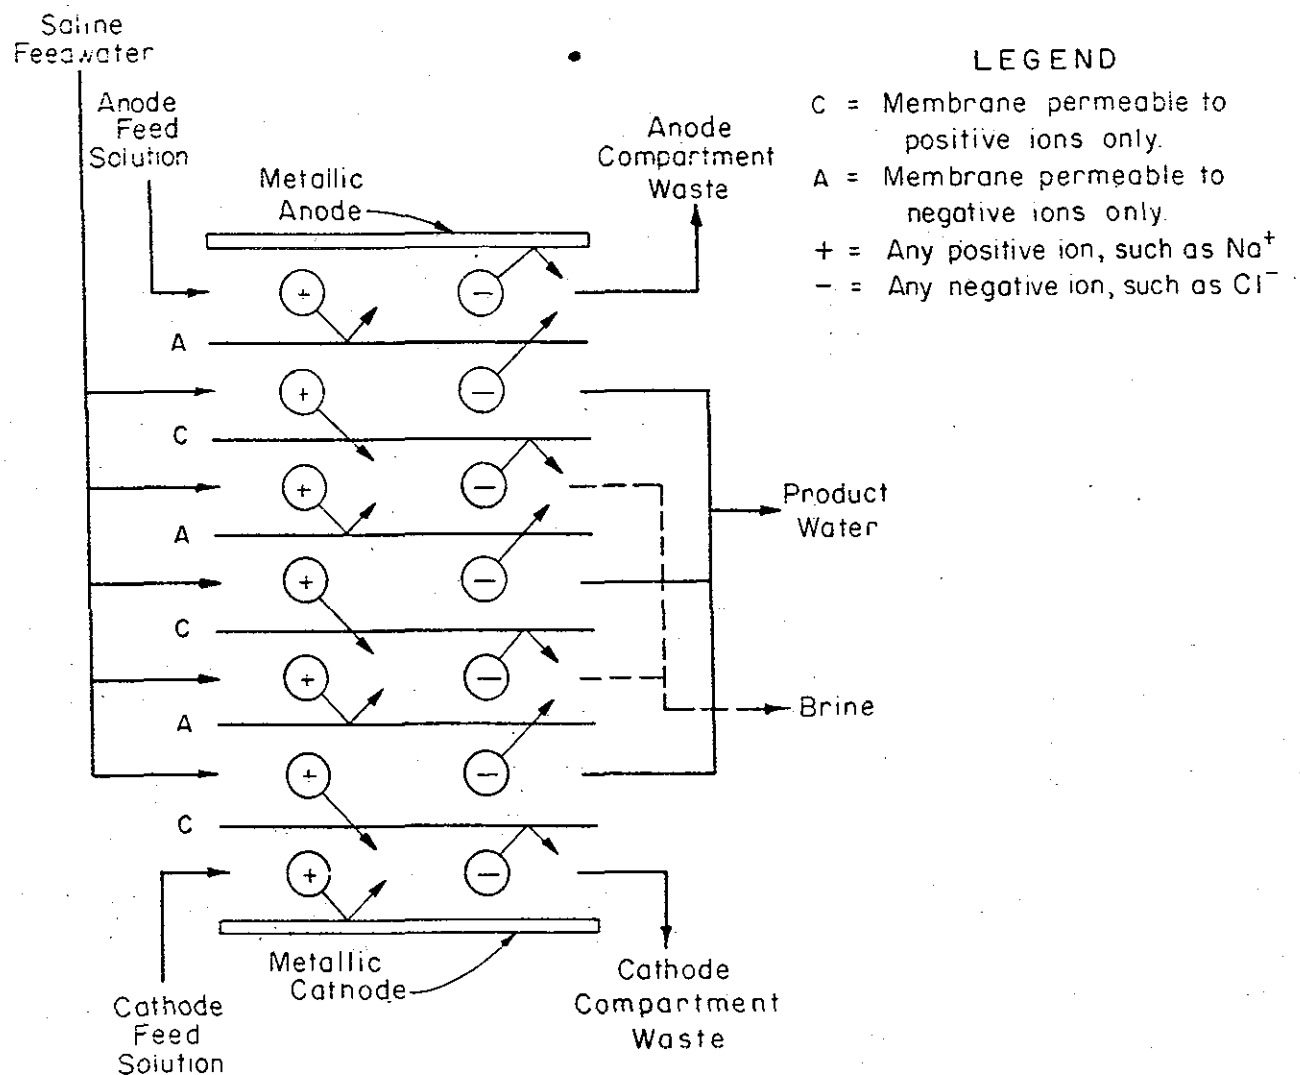 Saline
Feedwater
Anode
Feed
Solution
Metallic
Anode
Anode
Compartment
Waste
LEGEND
C = Membrane permeable to
positive ions only.
A = Membrane permeable to
negative ions only.
+ = Any positive ion, such as Na⁺
- = Any negative ion, such as Cl⁻
+ −
A
+ −
C
+ −
A
+ −
C
+ −
A
+ −
C
+ −
Product
Water
Brine
Metallic
Cathode
Cathode
Feed
Solution
Cathode
Compartment
Waste